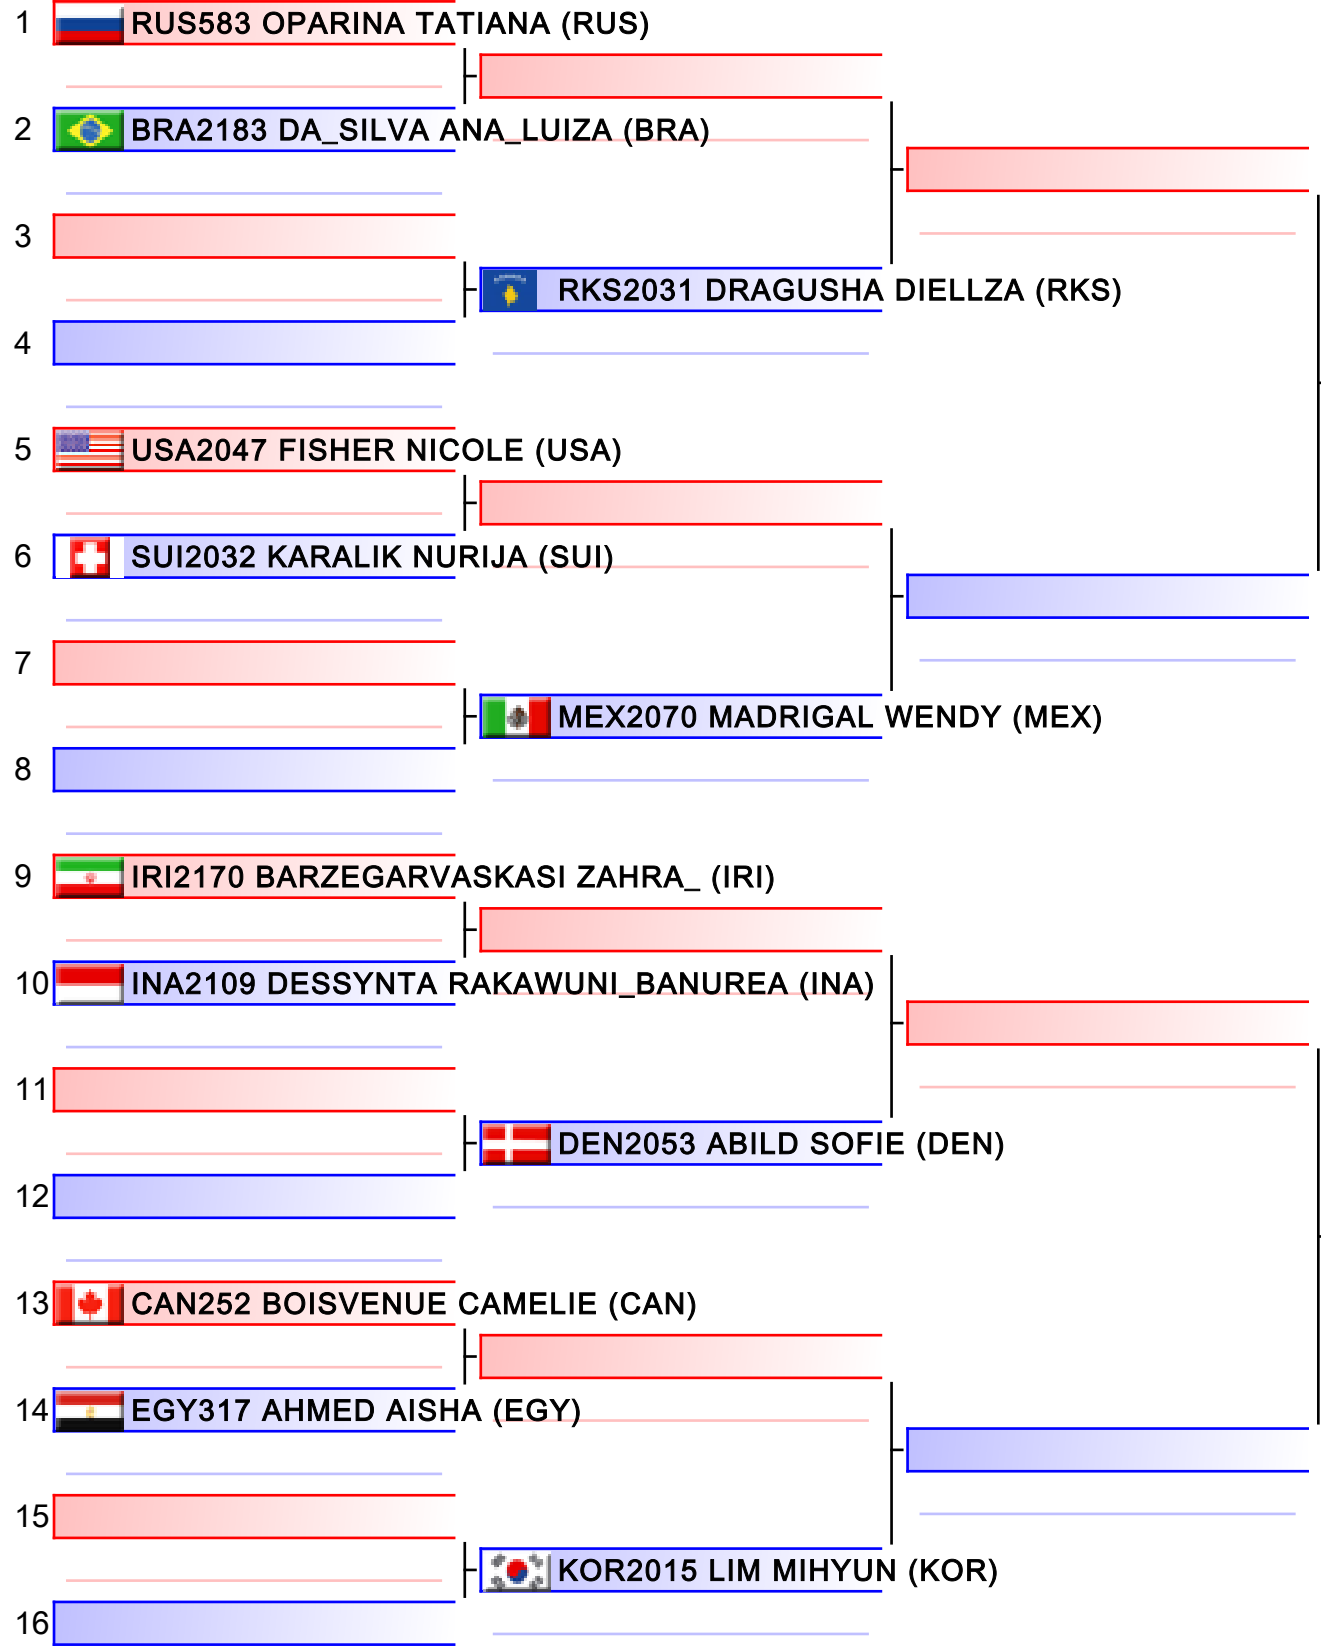 1 RUS583 OPARINA TATIANA (RUS)
2 BRA2183 DA_SILVA ANA_LUIZA (BRA)
3
RKS2031 DRAGUSHA DIELLZA (RKS)
4
5 USA2047 FISHER NICOLE (USA)
6 SUI2032 KARALIK NURIJA (SUI)
7
MEX2070 MADRIGAL WENDY (MEX)
8
9 IRI2170 BARZEGARVASKASI ZAHRA_ (IRI)
10 INA2109 DESSYNTA RAKAWUNI_BANUREA (INA)
11
DEN2053 ABILD SOFIE (DEN)
12
13 CAN252 BOISVENUE CAMELIE (CAN)
14 EGY317 AHMED AISHA (EGY)
15
KOR2015 LIM MIHYUN (KOR)
16